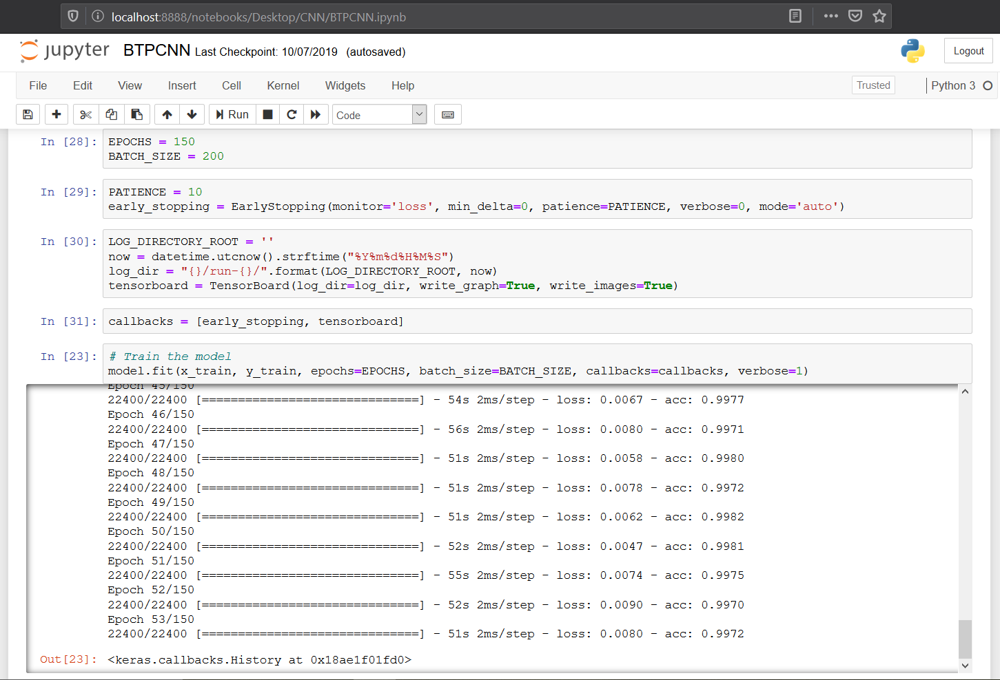 localhost:8888/notebooks/Desktop/CNN/BTPCNN.ipynb
jupyter BTPCNN Last Checkpoint: 10/07/2019 (autosaved)
Logout
File Edit View Insert Cell Kernel Widgets Help
Trusted
Python 3
Run
Code
In [28]: EPOCHS = 150
BATCH_SIZE = 200
In [29]: PATIENCE = 10
early_stopping = EarlyStopping(monitor='loss', min_delta=0, patience=PATIENCE, verbose=0, mode='auto')
In [30]: LOG_DIRECTORY_ROOT = ''
now = datetime.utcnow().strftime("%Y%m%d%H%M%S")
log_dir = "{}/run-{}/".format(LOG_DIRECTORY_ROOT, now)
tensorboard = TensorBoard(log_dir=log_dir, write_graph=True, write_images=True)
In [31]: callbacks = [early_stopping, tensorboard]
In [23]: # Train the model
model.fit(x_train, y_train, epochs=EPOCHS, batch_size=BATCH_SIZE, callbacks=callbacks, verbose=1)
Epoch 45/150
22400/22400 [==============================] - 54s 2ms/step - loss: 0.0067 - acc: 0.9977
Epoch 46/150
22400/22400 [==============================] - 56s 2ms/step - loss: 0.0080 - acc: 0.9971
Epoch 47/150
22400/22400 [==============================] - 51s 2ms/step - loss: 0.0058 - acc: 0.9980
Epoch 48/150
22400/22400 [==============================] - 51s 2ms/step - loss: 0.0078 - acc: 0.9972
Epoch 49/150
22400/22400 [==============================] - 51s 2ms/step - loss: 0.0062 - acc: 0.9982
Epoch 50/150
22400/22400 [==============================] - 52s 2ms/step - loss: 0.0047 - acc: 0.9981
Epoch 51/150
22400/22400 [==============================] - 55s 2ms/step - loss: 0.0074 - acc: 0.9975
Epoch 52/150
22400/22400 [==============================] - 52s 2ms/step - loss: 0.0090 - acc: 0.9970
Epoch 53/150
22400/22400 [==============================] - 51s 2ms/step - loss: 0.0080 - acc: 0.9972
Out[23]: <keras.callbacks.History at 0x18ae1f01fd0>